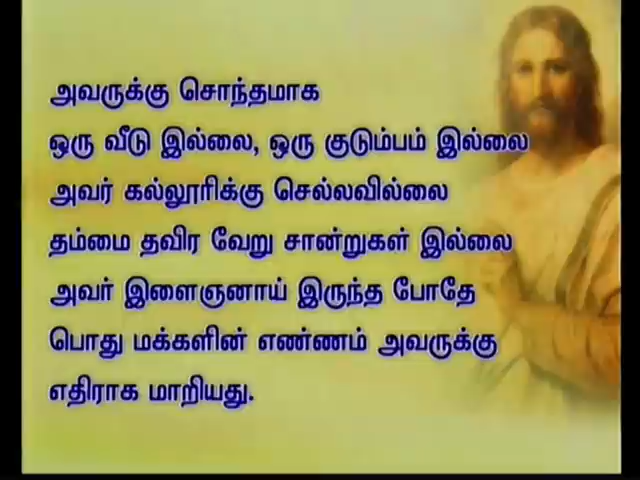 அவருக்கு சொந்தமாக
ஒரு வீடு இல்லை, ஒரு குடும்பம் இல்லை
அவர் கல்லூரிக்கு செல்லவில்லை
தம்மை தவிர வேறு சான்றுகள் இல்லை
அவர் இளைஞனாய் இருந்த போதே
பொது மக்களின் எண்ணம் அவருக்கு
எதிராக மாறியது.